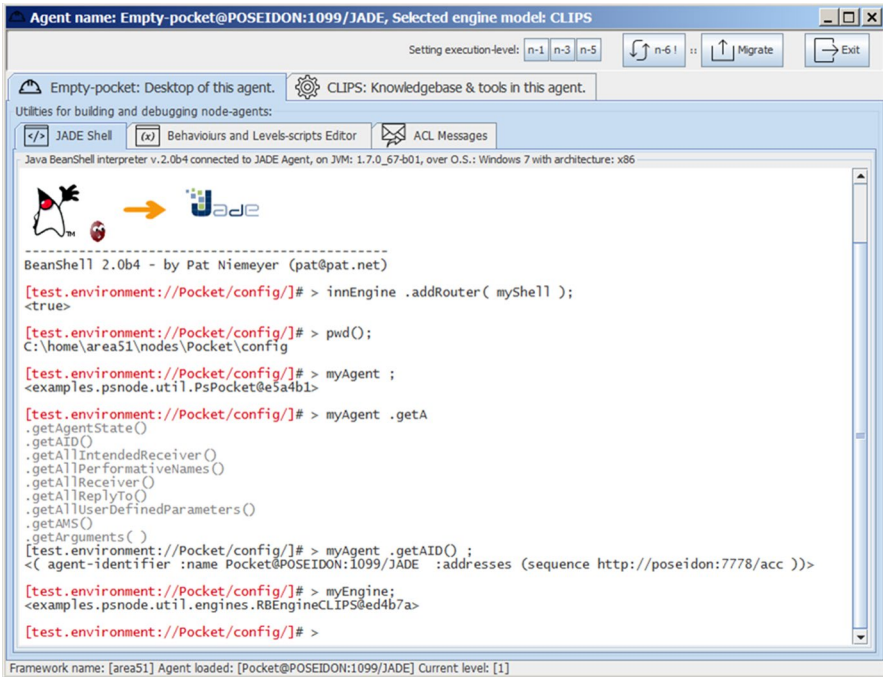 Agent name: Empty-pocket@POSEIDON:1099/JADE, Selected engine model: CLIPS
Setting execution-level: n-1 n-3 n-5 n-6 ! :: Migrate Exit
Empty-pocket: Desktop of this agent. CLIPS: Knowledgebase & tools in this agent.
Utilities for building and debugging node-agents:
</> JADE Shell (x) Behavioiurs and Levels-scripts Editor ACL Messages
Java BeanShell interpreter v.2.0b4 connected to JADE Agent, on JVM: 1.7.0_67-b01, over O.S.: Windows 7 with architecture: x86
TM Jade
--------------------------------------------------
BeanShell 2.0b4 - by Pat Niemeyer (pat@pat.net)
[test.environment://Pocket/config/]# > innEngine .addRouter( myShell );
<true>
[test.environment://Pocket/config/]# > pwd();
C:\home\area51\nodes\Pocket\config
[test.environment://Pocket/config/]# > myAgent ;
<examples.psnode.util.PsPocket@e5a4b1>
[test.environment://Pocket/config/]# > myAgent .getA
.getAgentState()
.getAID()
.getAllIntendedReceiver()
.getAllPerformativeNames()
.getAllReceiver()
.getAllReplyTo()
.getAllUserDefinedParameters()
.getAMS()
.getArguments( )
[test.environment://Pocket/config/]# > myAgent .getAID() ;
<( agent-identifier :name Pocket@POSEIDON:1099/JADE  :addresses (sequence http://poseidon:7778/acc ))>
[test.environment://Pocket/config/]# > myEngine;
<examples.psnode.util.engines.RBEngineCLIPS@ed4b7a>
[test.environment://Pocket/config/]# >
Framework name: [area51] Agent loaded: [Pocket@POSEIDON:1099/JADE] Current level: [1]